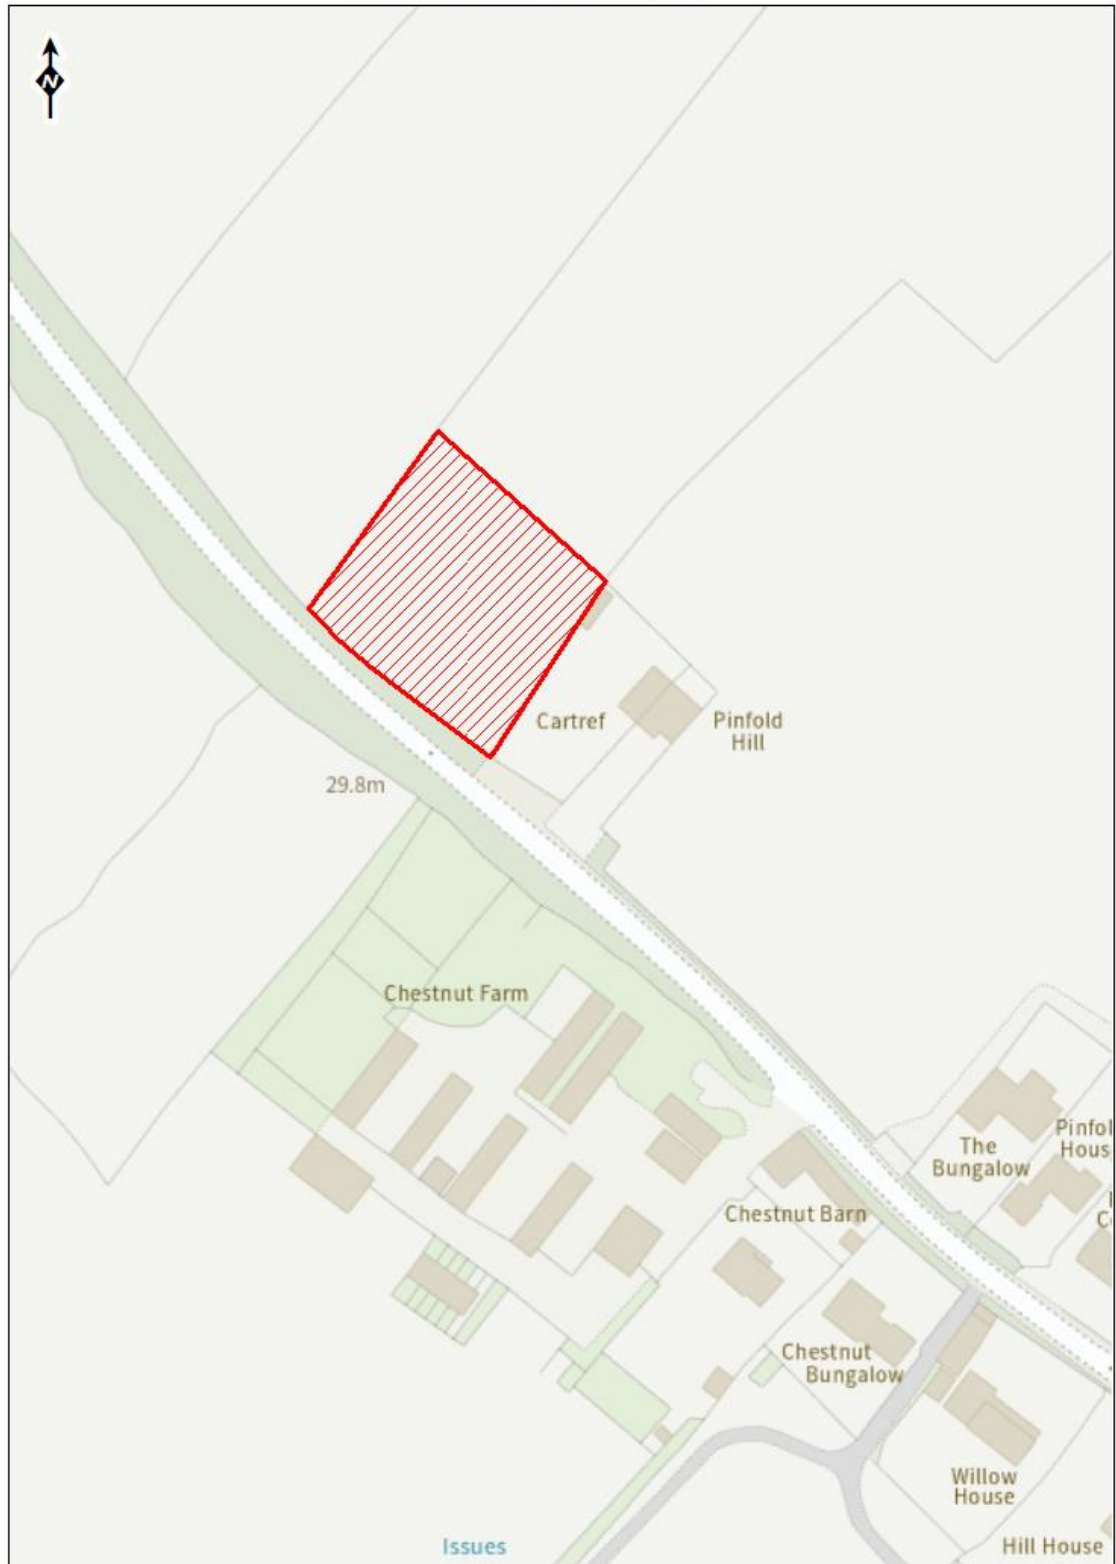 N
Cartref
Pinfold
Hill
29.8m
Chestnut Farm
The
Bungalow
Pinfol
Hous
Chestnut Barn
C
Chestnut
Bungalow
Willow
House
Issues
Hill House